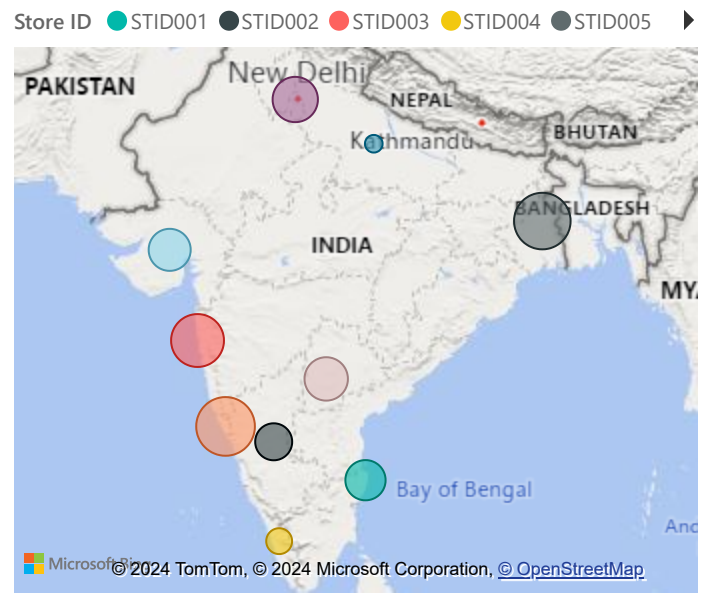 Store ID STID001 STID002 STID003 STID004 STID005
PAKISTAN
New Delhi
NEPAL
Kathmandu
BHUTAN
BANGLADESH
INDIA
MYA
Bay of Bengal
And
Microsoft Bing
© 2024 TomTom, © 2024 Microsoft Corporation, © OpenStreetMap